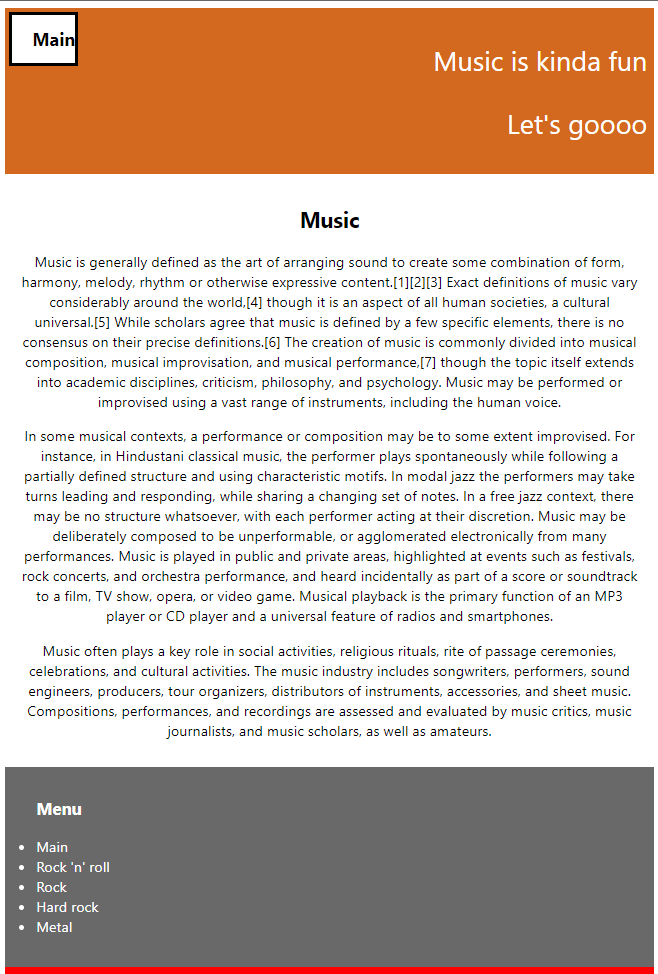 Main
Music is kinda fun
Let's goooo
Music
Music is generally defined as the art of arranging sound to create some combination of form,
harmony, melody, rhythm or otherwise expressive content.[1][2][3] Exact definitions of music vary
considerably around the world,[4] though it is an aspect of all human societies, a cultural
universal.[5] While scholars agree that music is defined by a few specific elements, there is no
consensus on their precise definitions.[6] The creation of music is commonly divided into musical
composition, musical improvisation, and musical performance,[7] though the topic itself extends
into academic disciplines, criticism, philosophy, and psychology. Music may be performed or
improvised using a vast range of instruments, including the human voice.
In some musical contexts, a performance or composition may be to some extent improvised. For
instance, in Hindustani classical music, the performer plays spontaneously while following a
partially defined structure and using characteristic motifs. In modal jazz the performers may take
turns leading and responding, while sharing a changing set of notes. In a free jazz context, there
may be no structure whatsoever, with each performer acting at their discretion. Music may be
deliberately composed to be unperformable, or agglomerated electronically from many
performances. Music is played in public and private areas, highlighted at events such as festivals,
rock concerts, and orchestra performance, and heard incidentally as part of a score or soundtrack
to a film, TV show, opera, or video game. Musical playback is the primary function of an MP3
player or CD player and a universal feature of radios and smartphones.
Music often plays a key role in social activities, religious rituals, rite of passage ceremonies,
celebrations, and cultural activities. The music industry includes songwriters, performers, sound
engineers, producers, tour organizers, distributors of instruments, accessories, and sheet music.
Compositions, performances, and recordings are assessed and evaluated by music critics, music
journalists, and music scholars, as well as amateurs.
Menu
• Main
• Rock 'n' roll
• Rock
• Hard rock
• Metal